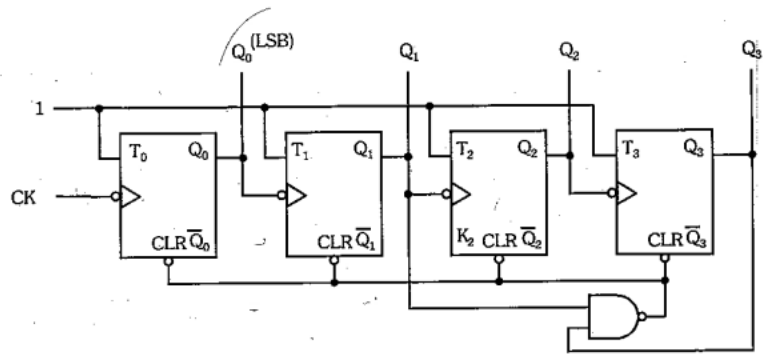 Q₀(LSB) Q₁ Q₂ Q₃
1
T₀ Q₀ T₁ Q₁ T₂ Q₂ T₃ Q₃
CK
K₂
CLR Q̅₀ CLR Q̅₁ CLR Q̅₂ CLR Q̅₃